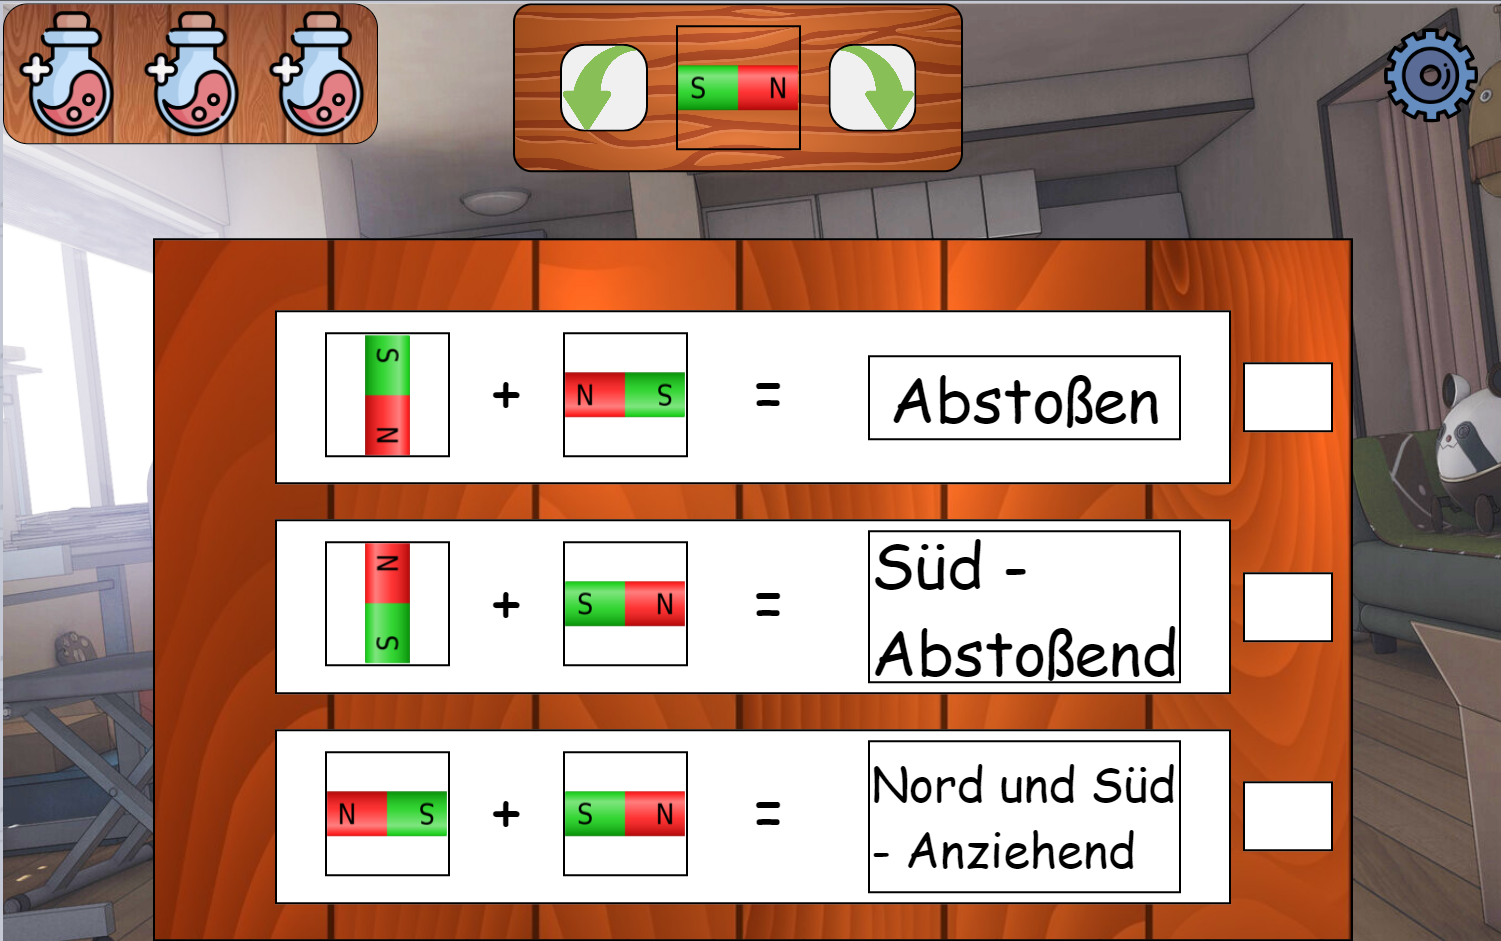 S N
S N + N S = Abstoßen
N S + S N = Süd -
Abstoßend
N S + S N = Nord und Süd
- Anziehend